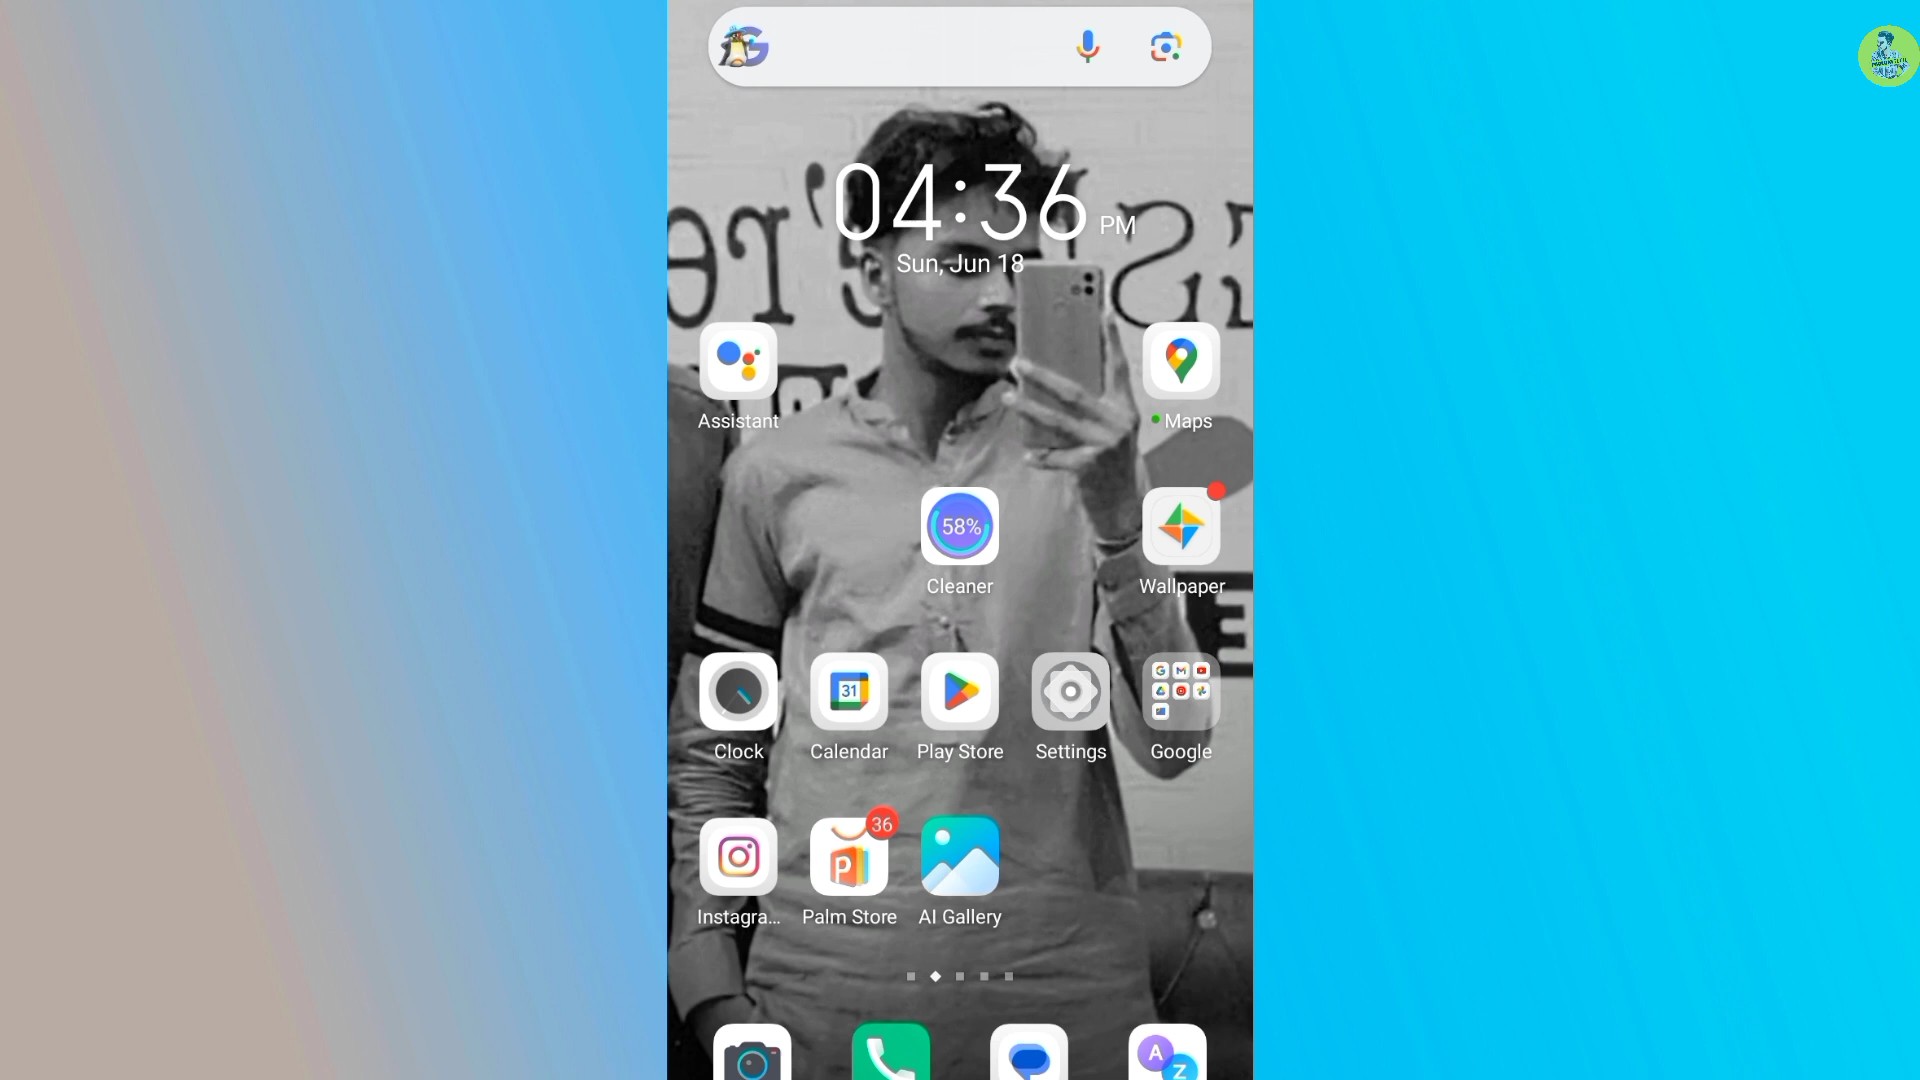 04:36 PM
Sun, Jun 18
Assistant
Maps
58%
Cleaner
Wallpaper
31
Clock
Calendar
Play Store
Settings
Google
36
P
Instagra...
Palm Store
AI Gallery
A
Z